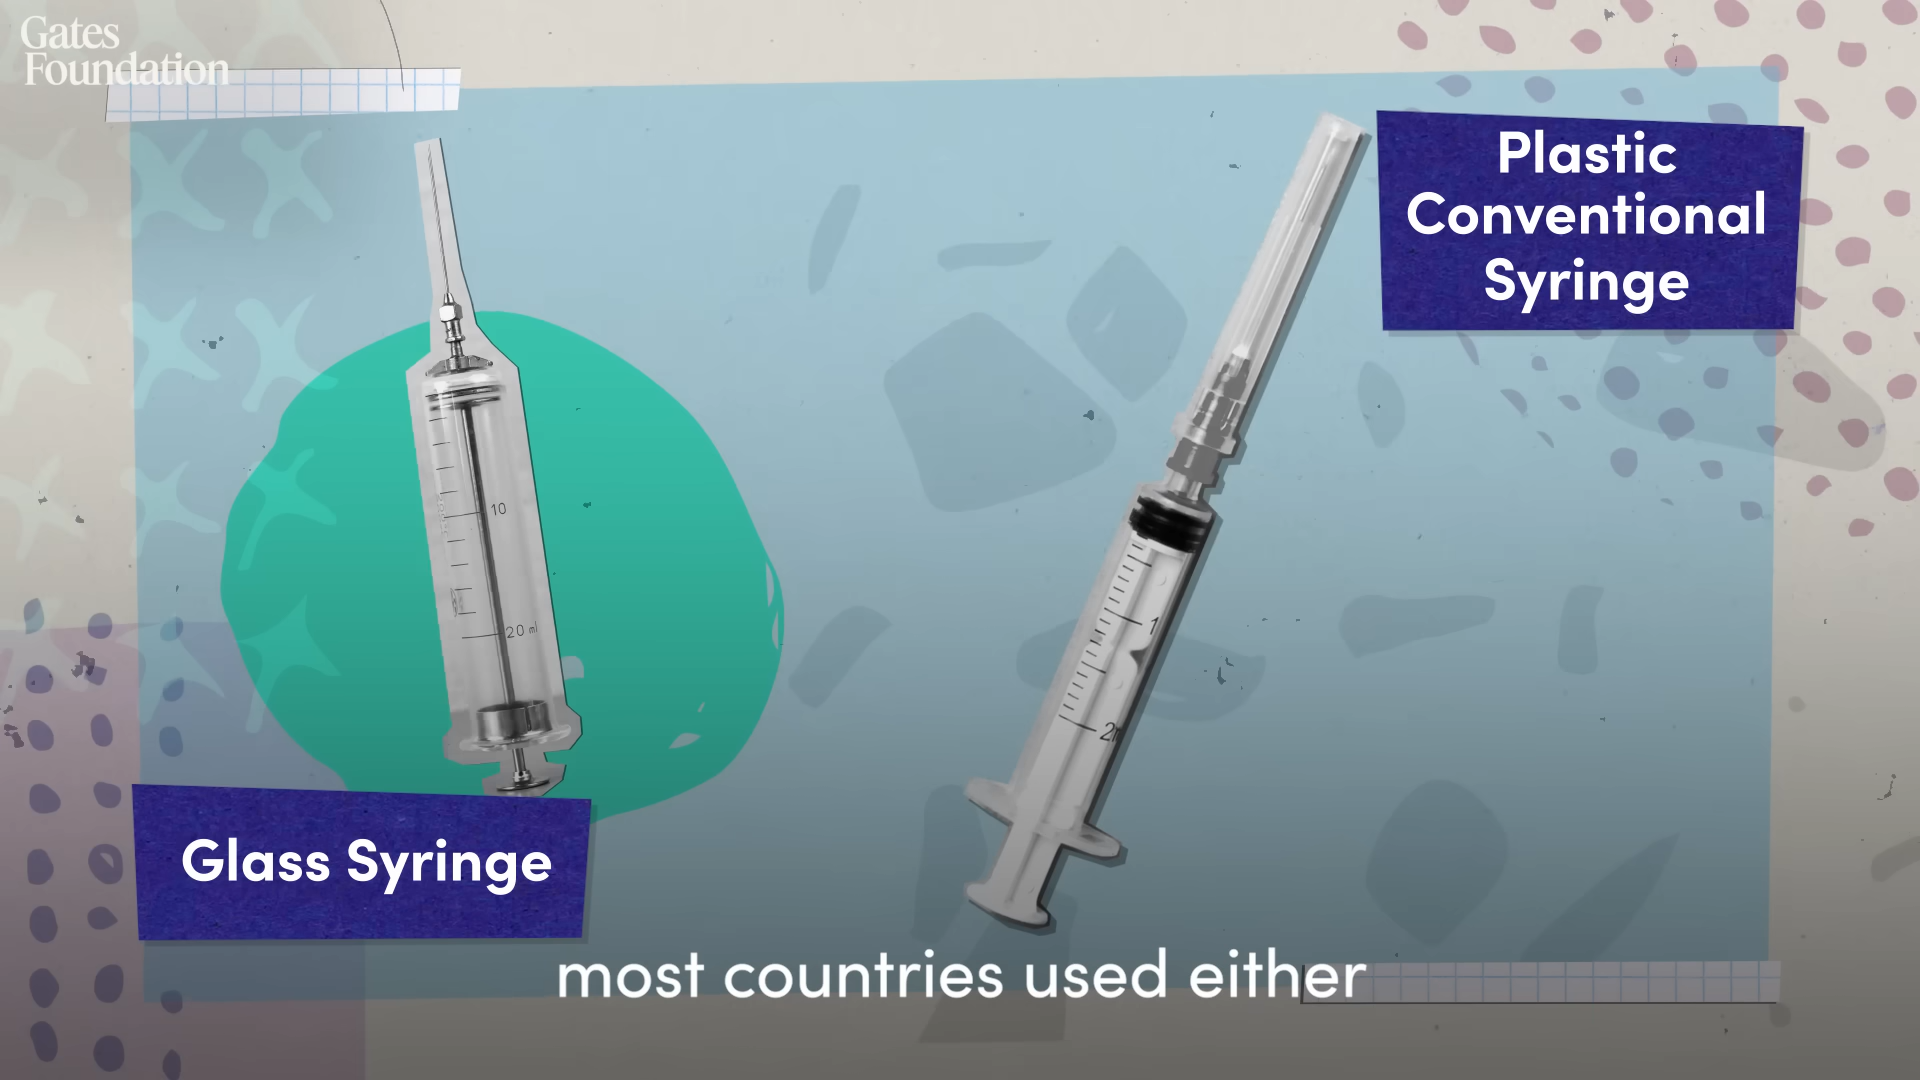 Gates
Foundation
Plastic
Conventional
Syringe
10
20 ml
1
2
Glass Syringe
most countries used either